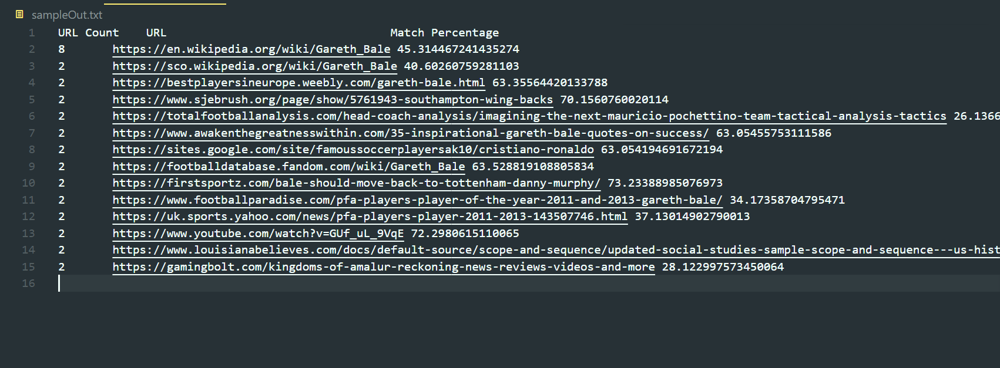 sampleOut.txt
1 URL Count URL Match Percentage
2 8 https://en.wikipedia.org/wiki/Gareth_Bale 45.314467241435274
3 2 https://sco.wikipedia.org/wiki/Gareth_Bale 40.60260759281103
4 2 https://bestplayersineurope.weebly.com/gareth-bale.html 63.35564420133788
5 2 https://www.sjebrush.org/page/show/5761943-southampton-wing-backs 70.1560760020114
6 2 https://totalfootballanalysis.com/head-coach-analysis/imagining-the-next-mauricio-pochettino-team-tactical-analysis-tactics 26.1366
7 2 https://www.awakenthegreatnesswithin.com/35-inspirational-gareth-bale-quotes-on-success/ 63.05455753111586
8 2 https://sites.google.com/site/famoussoccerplayersak10/cristiano-ronaldo 63.054194691672194
9 2 https://footballdatabase.fandom.com/wiki/Gareth_Bale 63.528819108805834
10 2 https://firstsportz.com/bale-should-move-back-to-tottenham-danny-murphy/ 73.23388985076973
11 2 https://www.footballparadise.com/pfa-players-player-of-the-year-2011-and-2013-gareth-bale/ 34.17358704795471
12 2 https://uk.sports.yahoo.com/news/pfa-players-player-2011-2013-143507746.html 37.13014902790013
13 2 https://www.youtube.com/watch?v=GUf_uL_9VqE 72.2980615110065
14 2 https://www.louisianabelieves.com/docs/default-source/scope-and-sequence/updated-social-studies-sample-scope-and-sequence---us-hist
15 2 https://gamingbolt.com/kingdoms-of-amalur-reckoning-news-reviews-videos-and-more 28.122997573450064
16